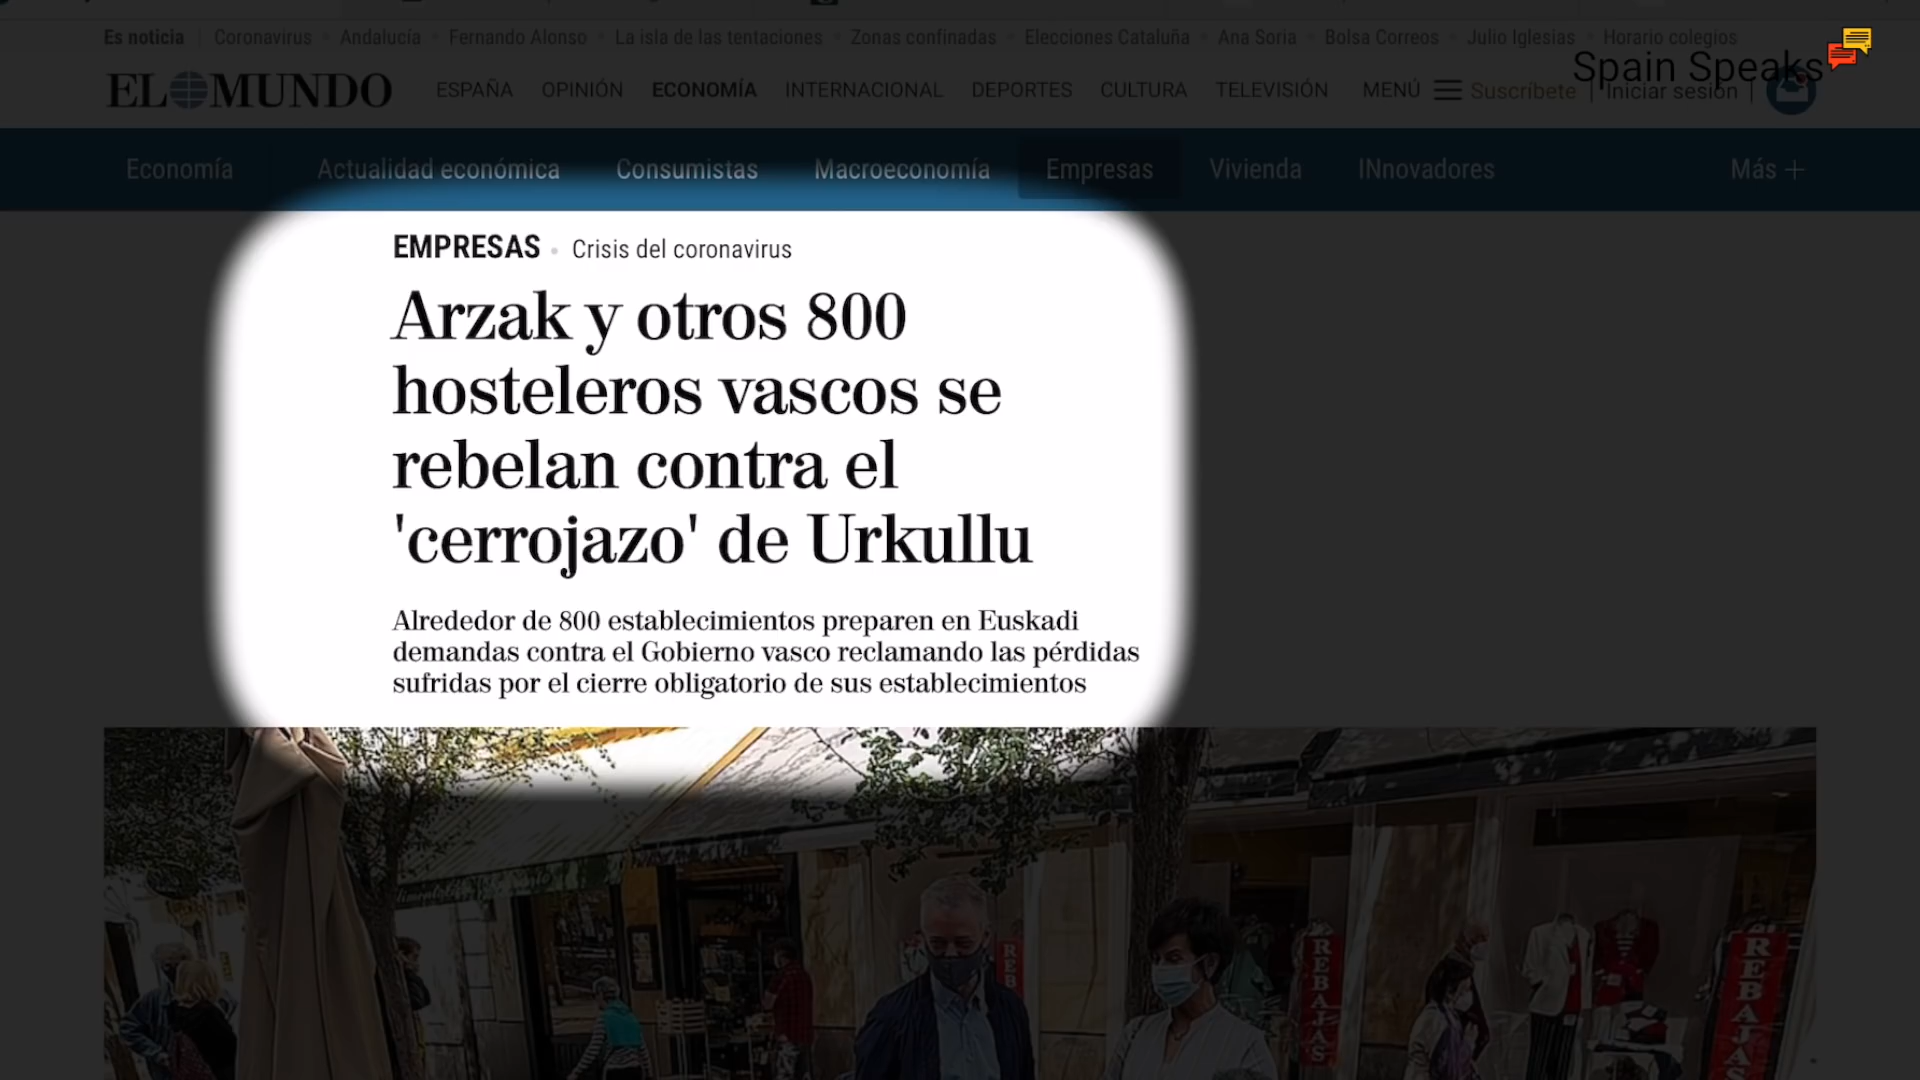 Es noticia Coronavirus Andalucía Fernando Alonso La isla de las tentaciones Zonas confinadas Elecciones Cataluña Ana Soria Bolsa Correos Julio Iglesias Horario colegios
Spain Speaks
EL MUNDO ESPAÑA OPINIÓN ECONOMÍA INTERNACIONAL DEPORTES CULTURA TELEVISIÓN MENÚ Suscríbete Iniciar sesión
Economía Actualidad económica Consumistas Macroeconomía Empresas Vivienda INnovadores Más +
EMPRESAS • Crisis del coronavirus
Arzak y otros 800
hosteleros vascos se
rebelan contra el
'cerrojazo' de Urkullu
Alrededor de 800 establecimientos preparen en Euskadi
demandas contra el Gobierno vasco reclamando las pérdidas
sufridas por el cierre obligatorio de sus establecimientos
REB
REBAJAS
REBAJAS